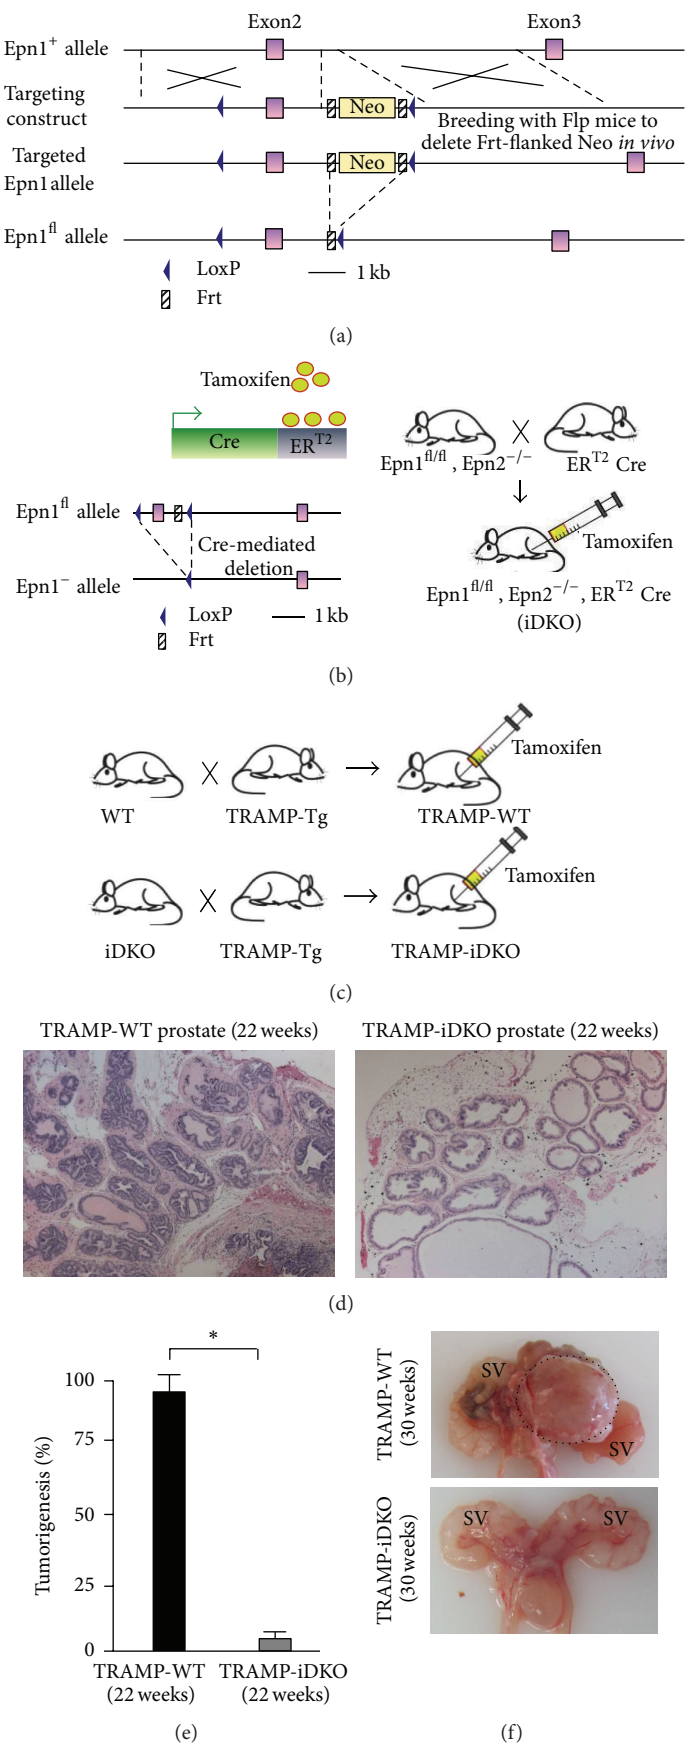 Exon2 Exon3
Epn1+ allele
Targeting
construct
Neo
Breeding with Flp mice to
delete Frt-flanked Neo in vivo
Targeted
Epn1allele
Neo
Epn1fl allele
LoxP 1 kb
Frt
(a)
Tamoxifen
Cre ERT2
Epn1fl/fl , Epn2−/− ERT2 Cre
Tamoxifen
Epn1fl/fl , Epn2−/−, ERT2 Cre
(iDKO)
Epn1fl allele
Cre-mediated
deletion
Epn1− allele
LoxP 1 kb
Frt
(b)
Tamoxifen
WT TRAMP-Tg TRAMP-WT
Tamoxifen
iDKO TRAMP-Tg TRAMP-iDKO
(c)
TRAMP-WT prostate (22 weeks) TRAMP-iDKO prostate (22 weeks)
(d)
*
100
75
50
25
0
Tumorigenesis (%)
TRAMP-WT TRAMP-iDKO
(22 weeks) (22 weeks)
(e)
TRAMP-WT
(30 weeks)
SV
SV
TRAMP-iDKO
(30 weeks)
SV SV
(f)